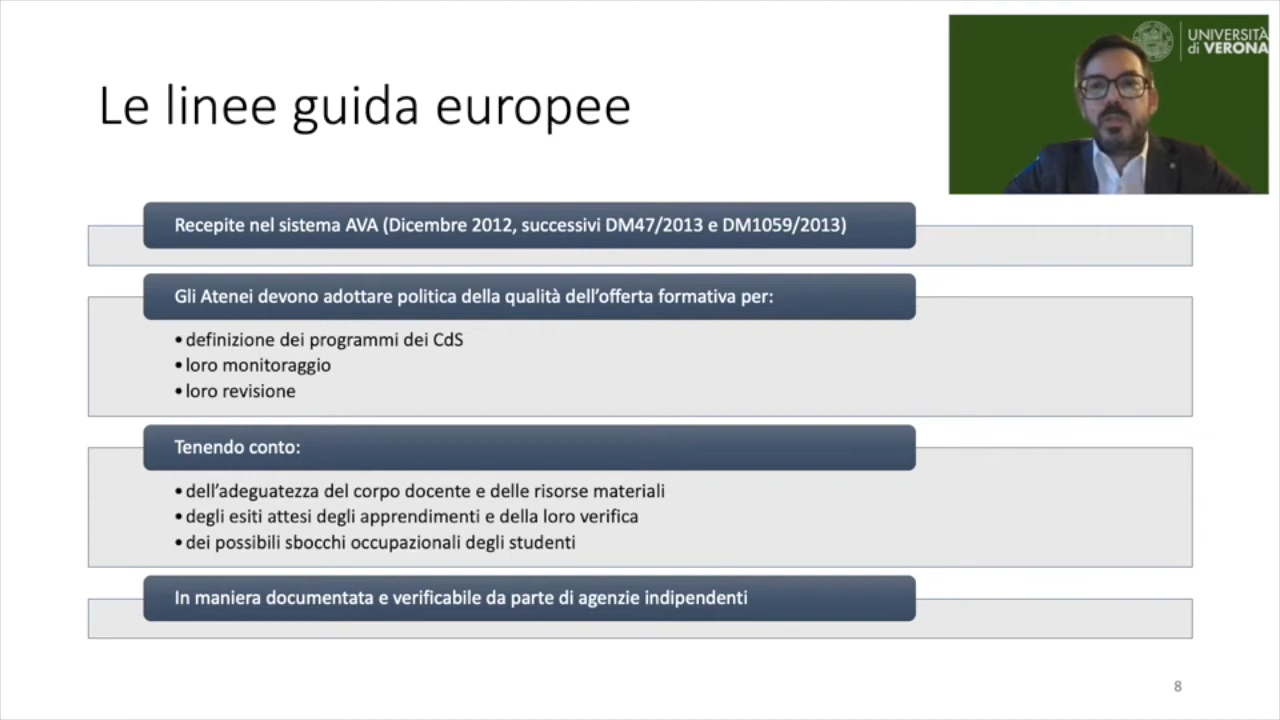 UNIVERSITÀ
di VERONA
Le linee guida europee
Recepite nel sistema AVA (Dicembre 2012, successivi DM47/2013 e DM1059/2013)
Gli Atenei devono adottare politica della qualità dell’offerta formativa per:
•definizione dei programmi dei CdS
•loro monitoraggio
•loro revisione
Tenendo conto:
•dell’adeguatezza del corpo docente e delle risorse materiali
•degli esiti attesi degli apprendimenti e della loro verifica
•dei possibili sbocchi occupazionali degli studenti
In maniera documentata e verificabile da parte di agenzie indipendenti
8